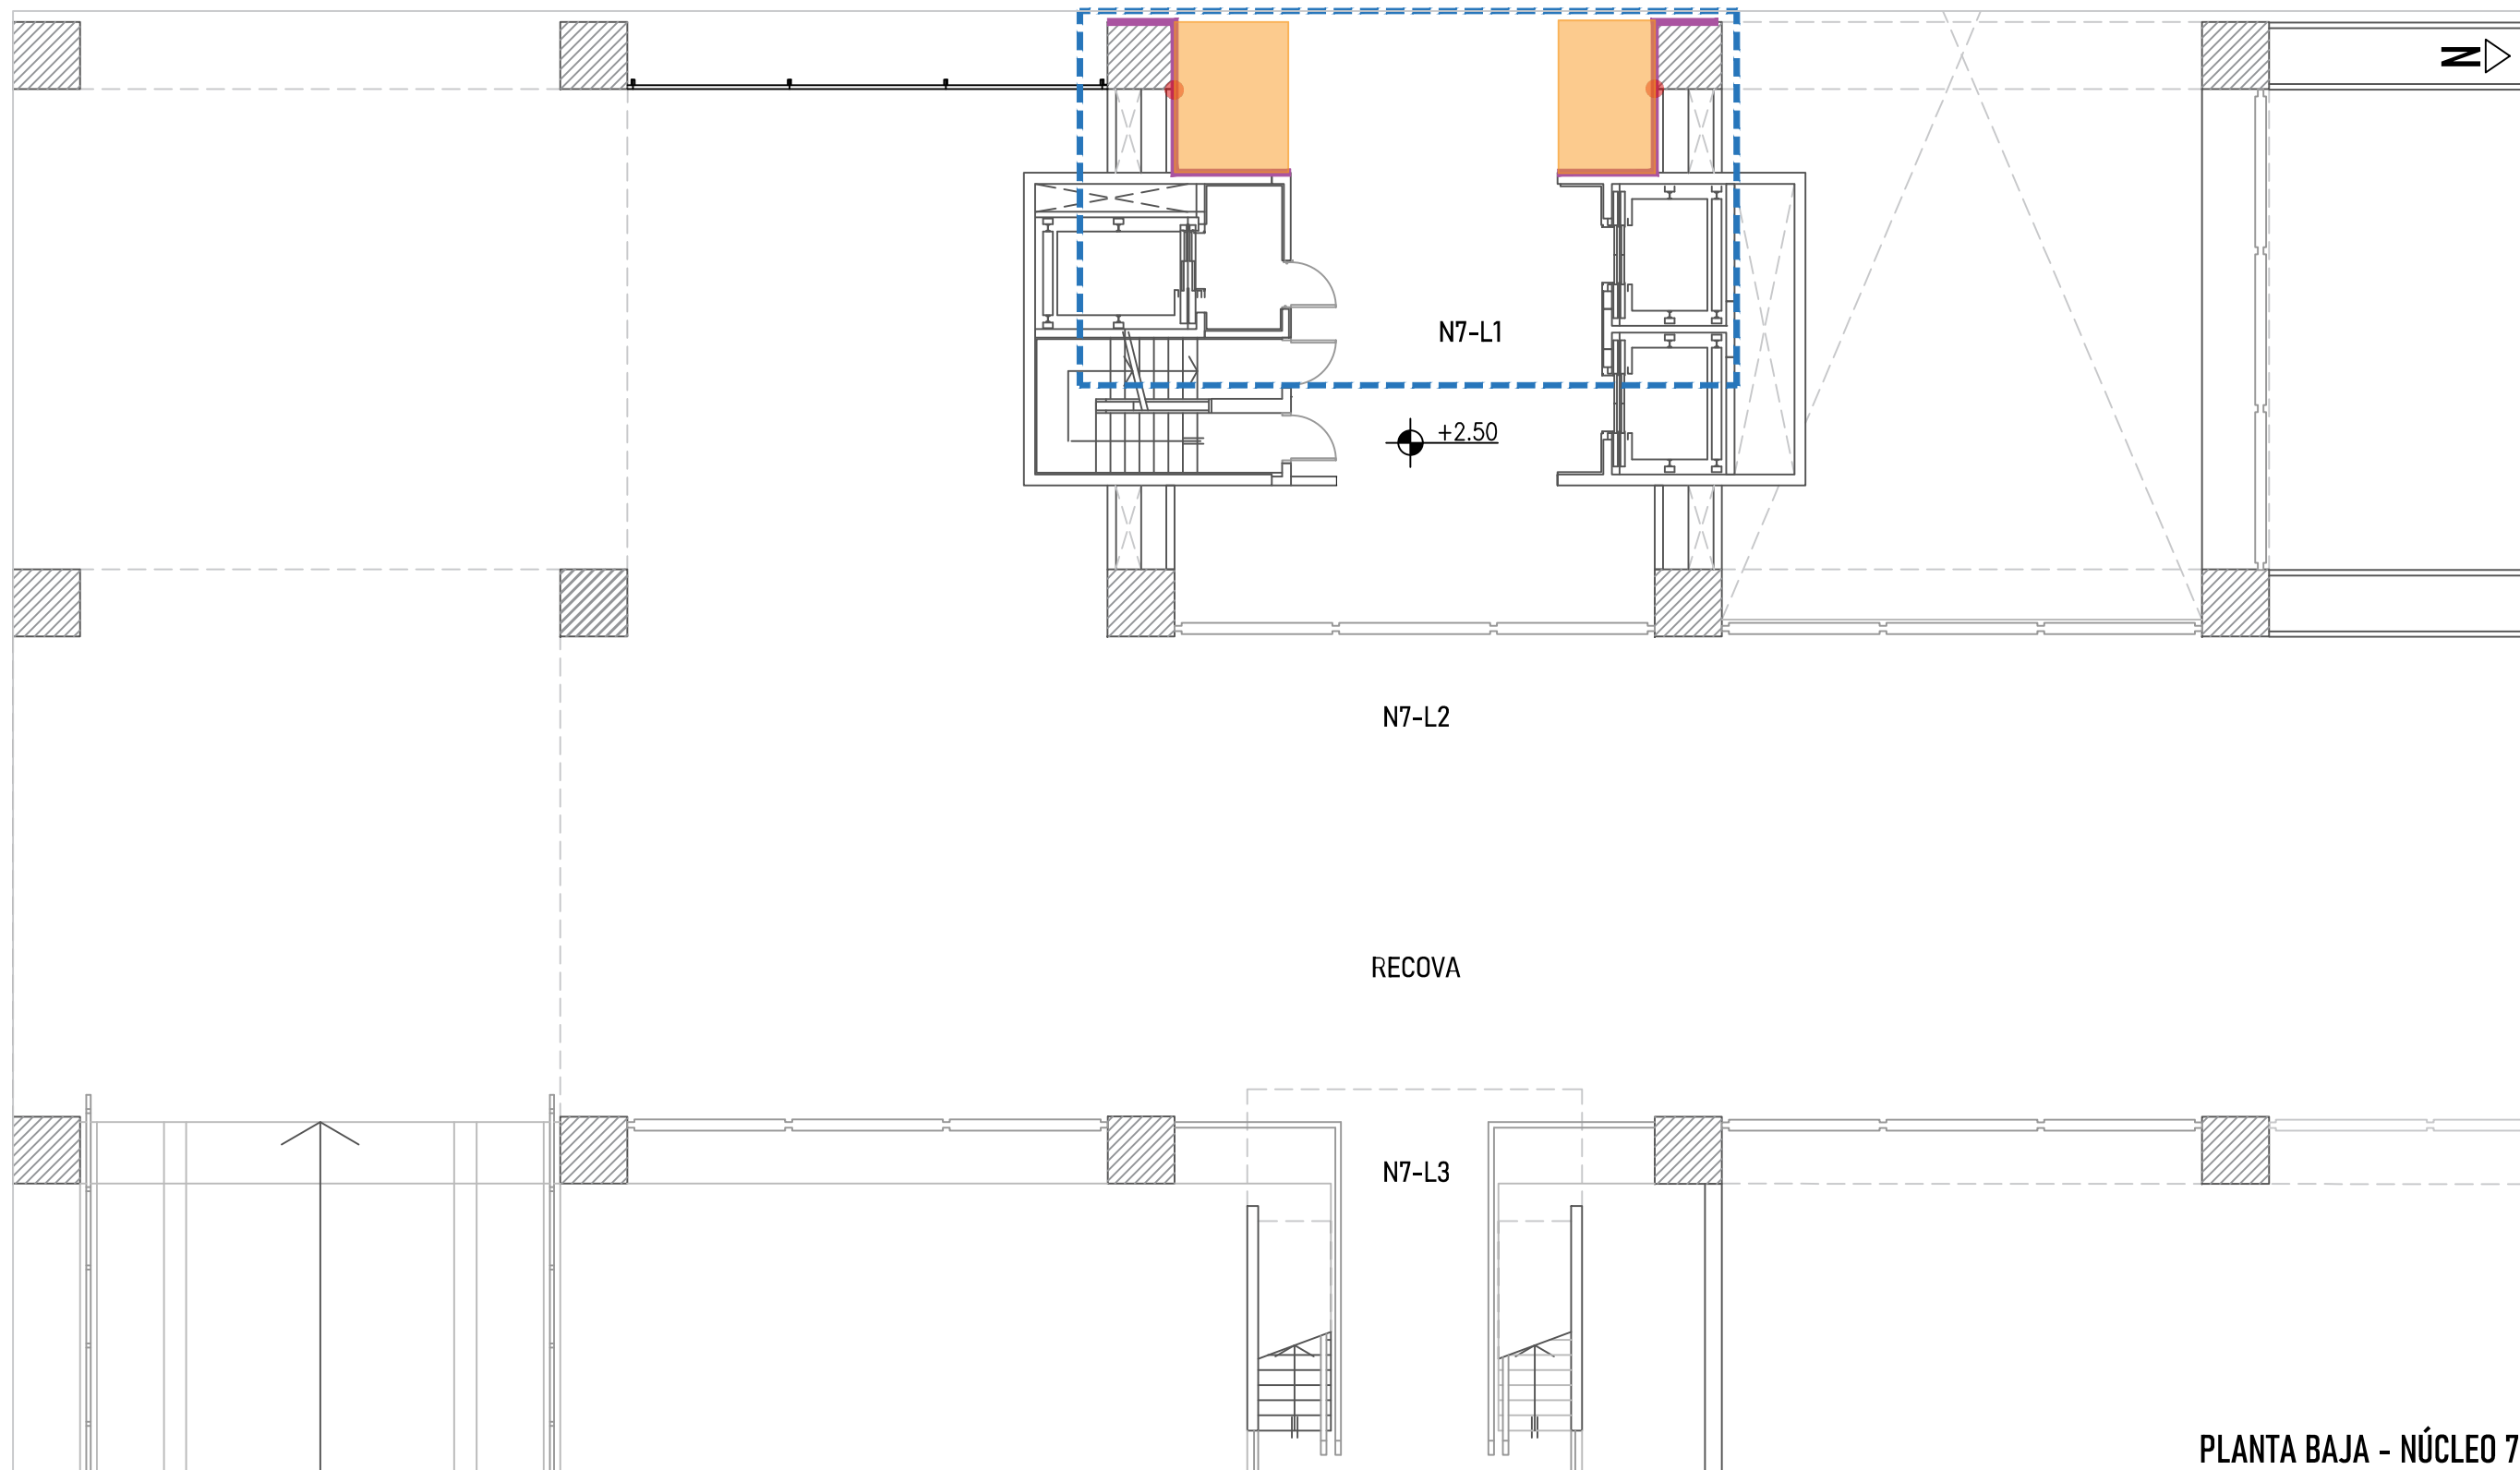 N
N7-L1
+2.50
N7-L2
RECOVA
N7-L3
PLANTA BAJA - NÚCLEO 7